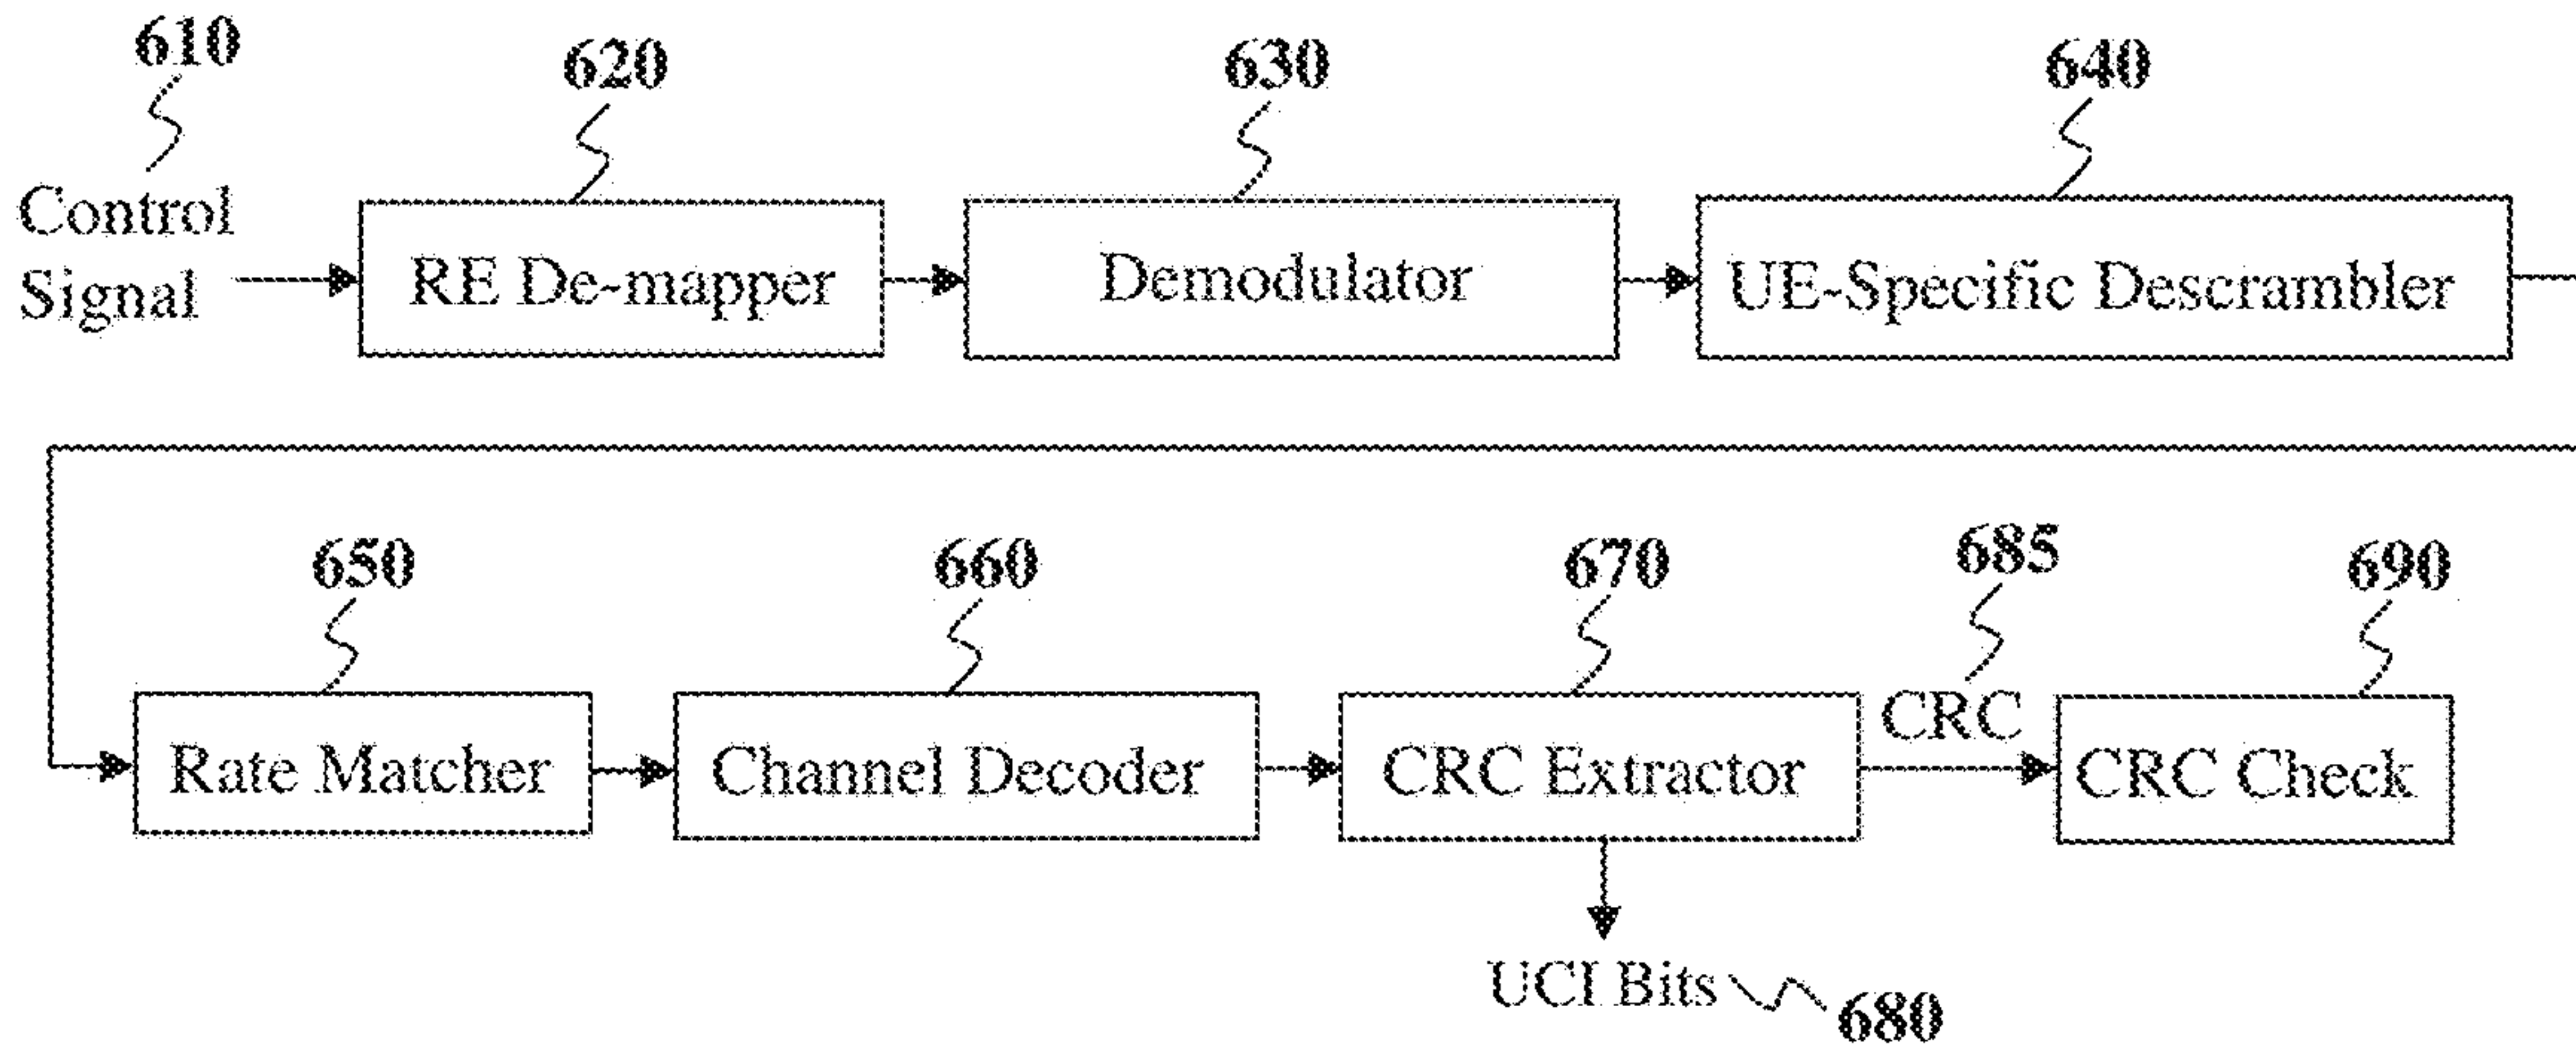 610
620
630
640
Control
Signal
RE De-mapper
Demodulator
UE-Specific Descrambler
650
660
670
685
690
CRC
Rate Matcher
Channel Decoder
CRC Extractor
CRC Check
UCI Bits
680